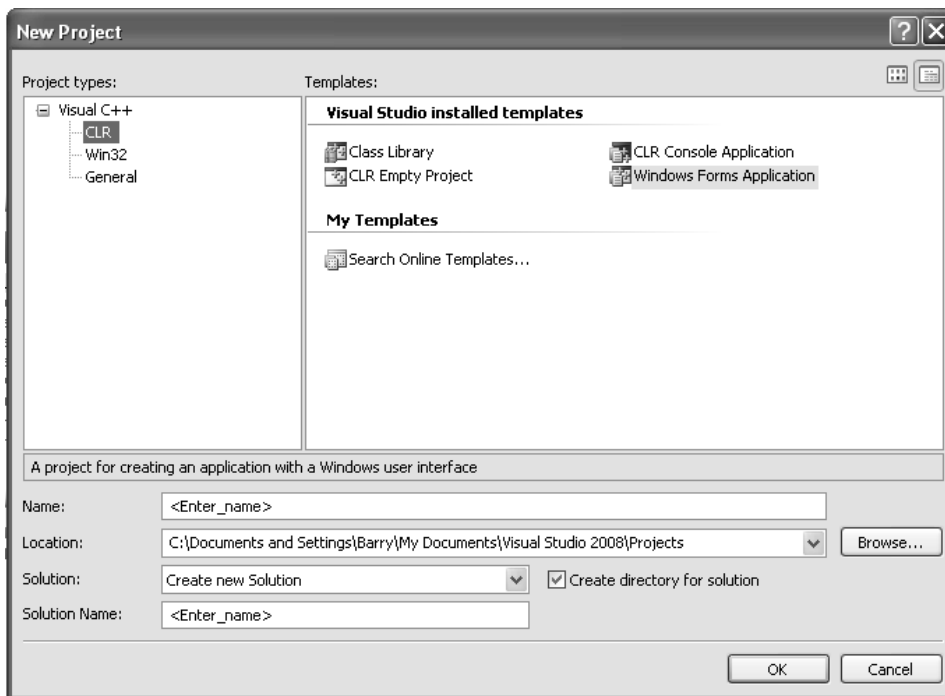 New Project
Project types:
Templates:
Visual C++
CLR
Win32
General
Visual Studio installed templates
Class Library
CLR Console Application
CLR Empty Project
Windows Forms Application
My Templates
Search Online Templates...
A project for creating an application with a Windows user interface
Name: <Enter_name>
Location: C:\Documents and Settings\Barry\My Documents\Visual Studio 2008\Projects Browse...
Solution: Create new Solution Create directory for solution
Solution Name: <Enter_name>
OK Cancel